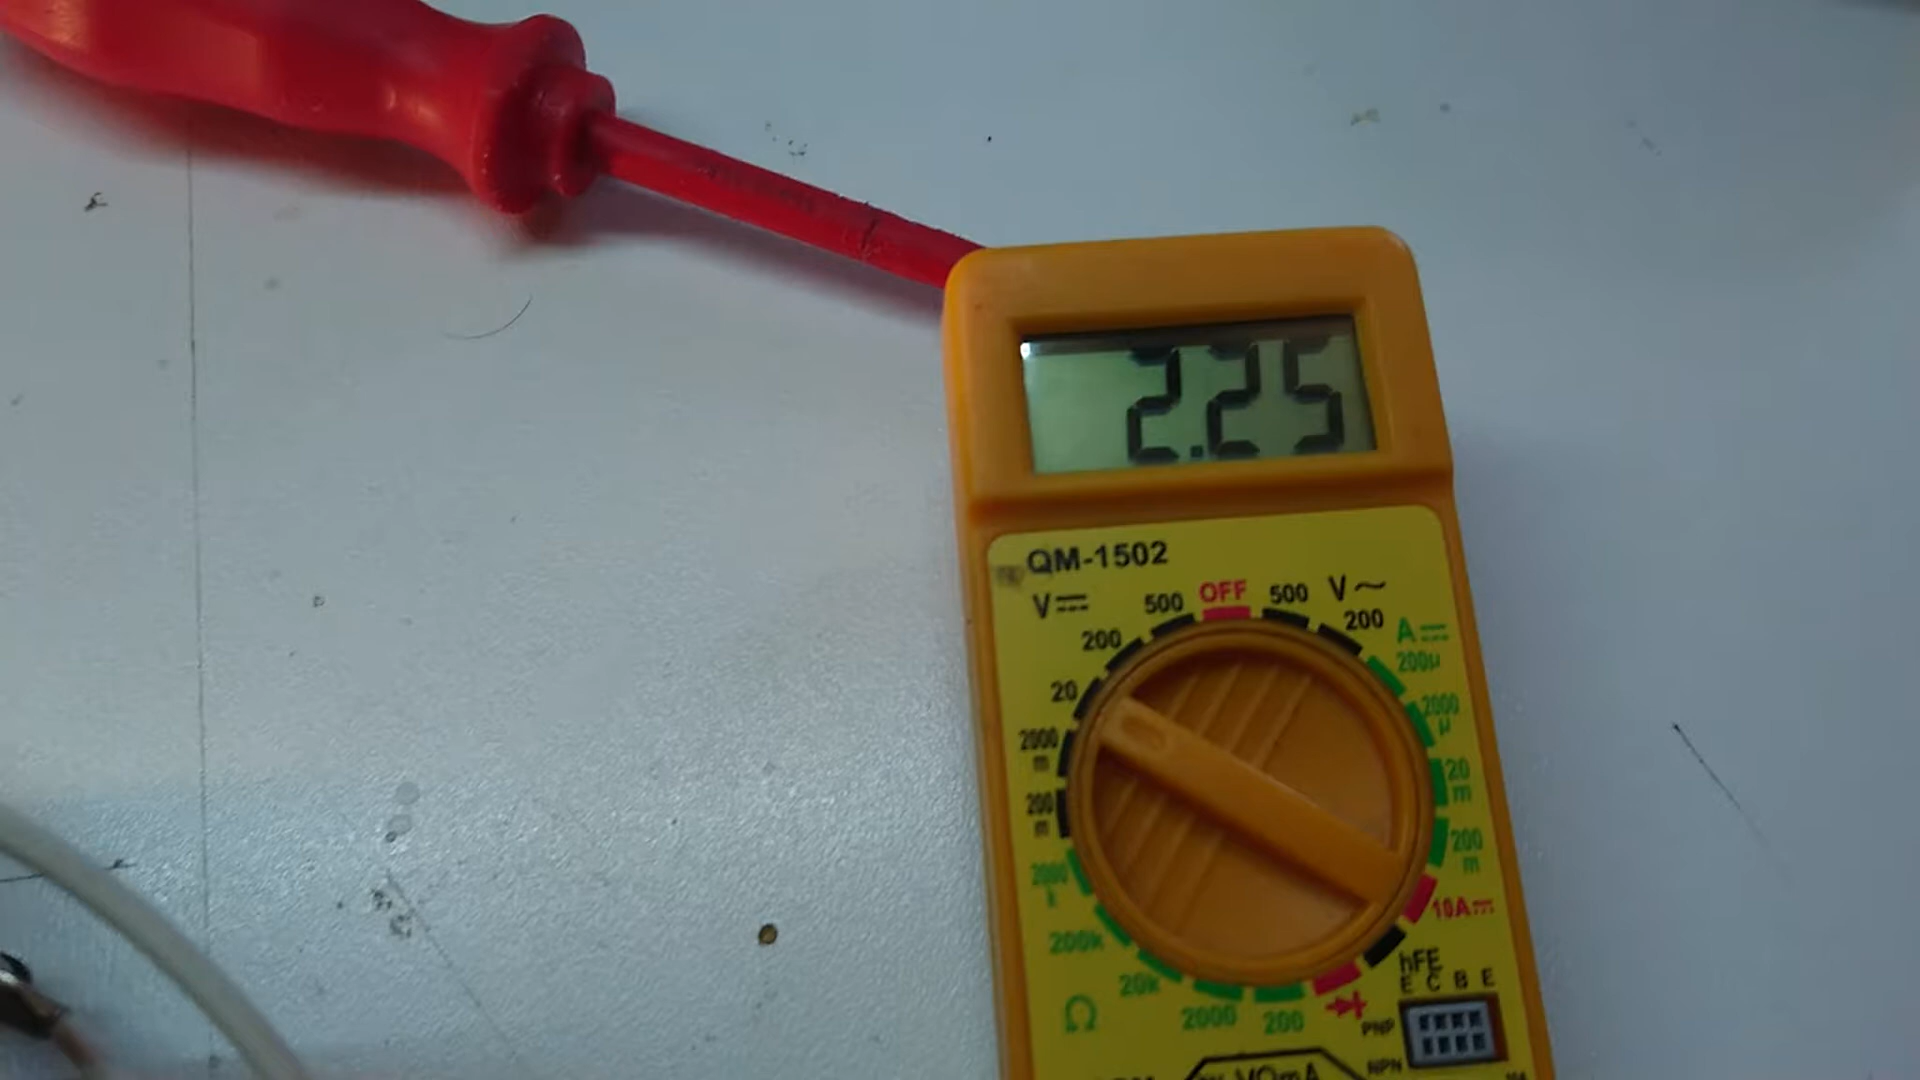 2.25
QM-1502
V⎓ 500 OFF 500 V~
200 200 A⎓
20 200µ
2000 m 2000 µ
200 m 20 m
2000 k 200 m
200k 10A⎓
20k hFE
Ω 2000 200 E C B E
PNP
NPN